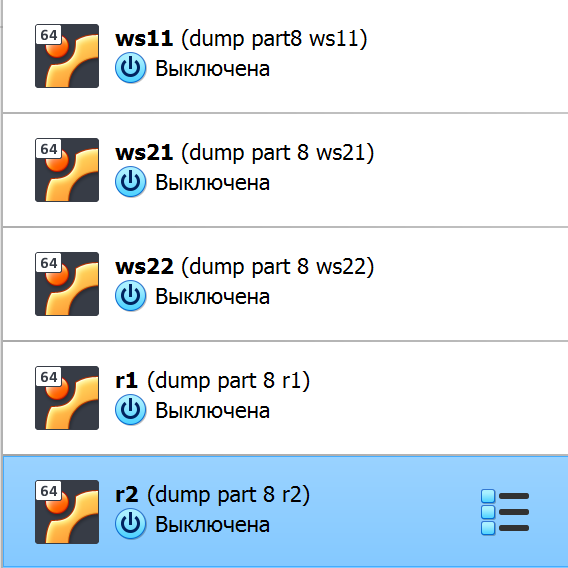 64
ws11 (dump part8 ws11)
Выключена
64
ws21 (dump part 8 ws21)
Выключена
64
ws22 (dump part 8 ws22)
Выключена
64
r1 (dump part 8 r1)
Выключена
64
r2 (dump part 8 r2)
Выключена